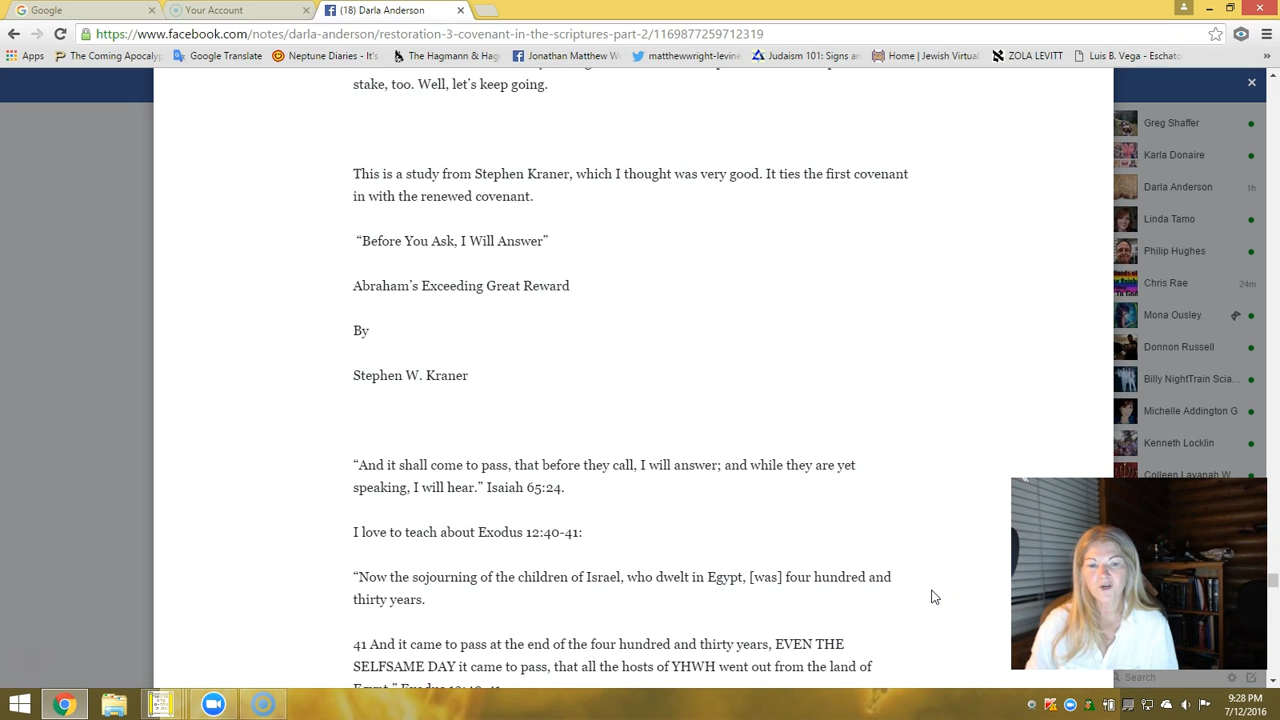 Google
Your Account
(18) Darla Anderson
https://www.facebook.com/notes/darla-anderson/restoration-3-covenant-in-the-scriptures-part-2/1169877259712319
Apps
The Coming Apocalyp
Google Translate
Neptune Diaries - It's
The Hagmann & Hag
Jonathan Matthew W
matthewwright-levine
Judaism 101: Signs an
Home | Jewish Virtual
ZOLA LEVITT
Luis B. Vega - Eschato
stake, too. Well, let’s keep going.
This is a study from Stephen Kraner, which I thought was very good. It ties the first covenant
in with the renewed covenant.
“Before You Ask, I Will Answer”
Abraham’s Exceeding Great Reward
By
Stephen W. Kraner
“And it shall come to pass, that before they call, I will answer; and while they are yet
speaking, I will hear.” Isaiah 65:24.
I love to teach about Exodus 12:40-41:
“Now the sojourning of the children of Israel, who dwelt in Egypt, [was] four hundred and
thirty years.
41 And it came to pass at the end of the four hundred and thirty years, EVEN THE
SELFSAME DAY it came to pass, that all the hosts of YHWH went out from the land of
Greg Shaffer
Karla Donaire
Darla Anderson 1h
Linda Tamo
Philip Hughes
Chris Rae 24m
Mona Ousley
Donnon Russell
Billy NightTrain Scia...
Michelle Addington G
Kenneth Locklin
Search
9:28 PM
7/12/2016